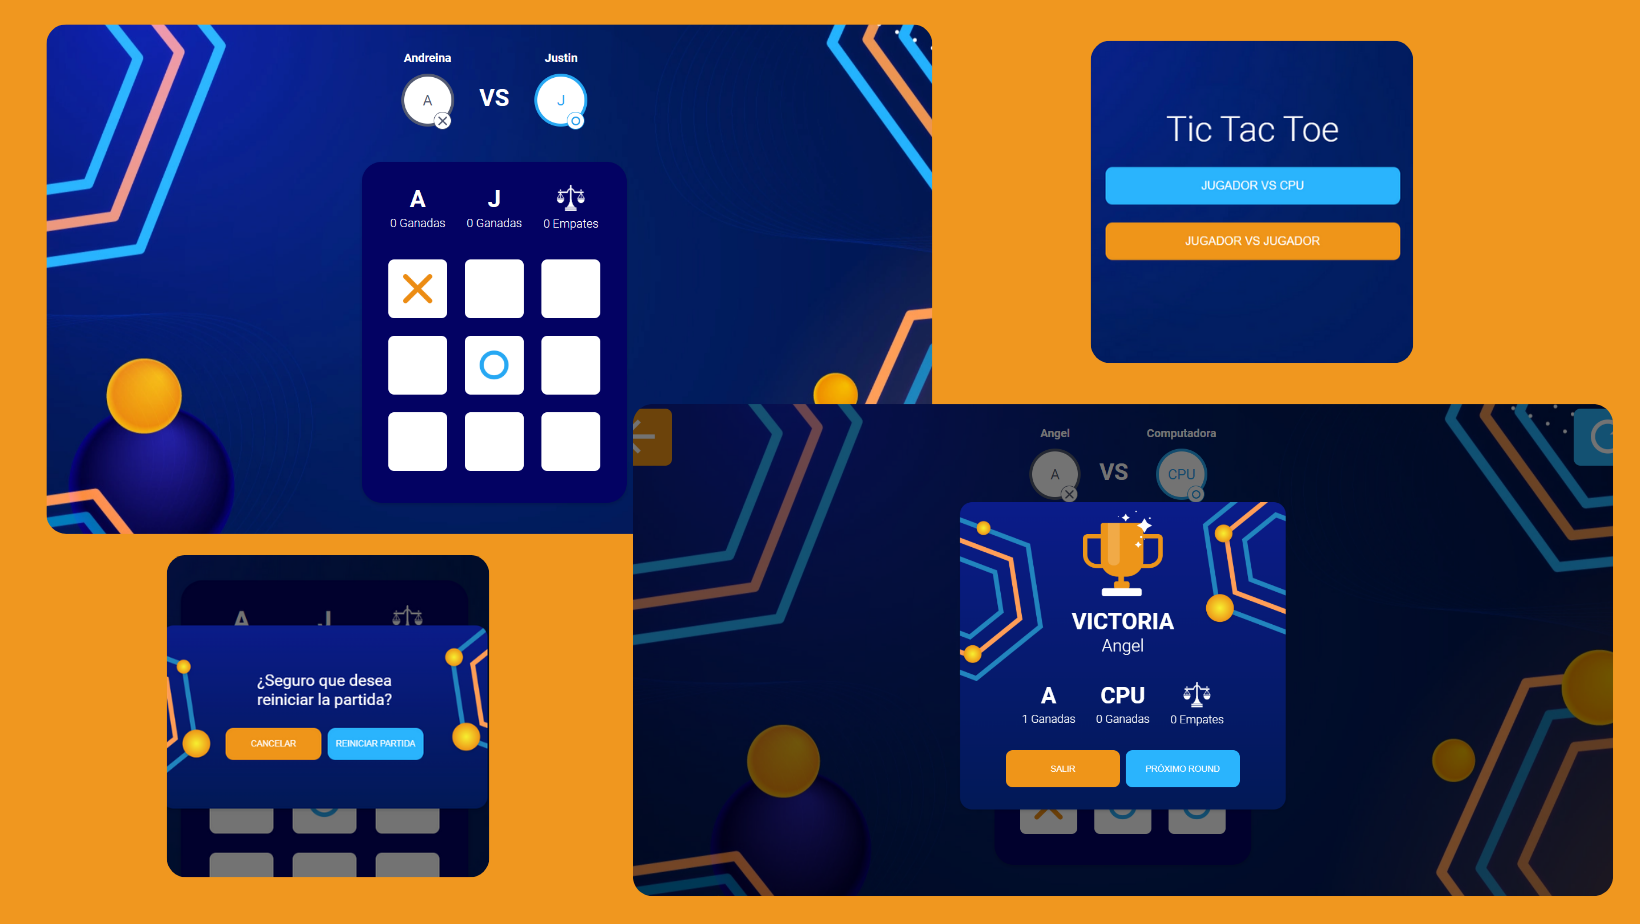 Andreina
Justin
A
VS
J
A
J
0 Ganadas
0 Ganadas
0 Empates
Tic Tac Toe
JUGADOR VS CPU
JUGADOR VS JUGADOR
A
J
¿Seguro que desea
reiniciar la partida?
CANCELAR
REINICIAR PARTIDA
Angel
Computadora
A
VS
CPU
VICTORIA
Angel
A
CPU
1 Ganadas
0 Ganadas
0 Empates
SALIR
PRÓXIMO ROUND